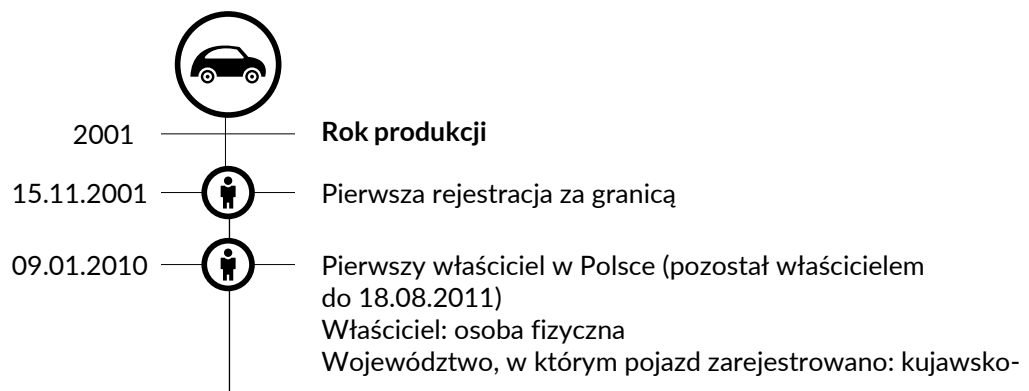 2001 Rok produkcji
15.11.2001 Pierwsza rejestracja za granicą
09.01.2010 Pierwszy właściciel w Polsce (pozostał właścicielem
do 18.08.2011)
Właściciel: osoba fizyczna
Województwo, w którym pojazd zarejestrowano: kujawsko-